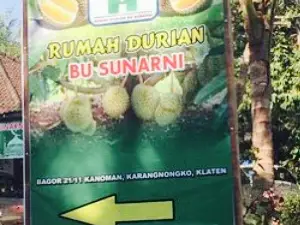 RUMAH DURIAN
BU SUNARNI
BAGOR 21/11 KANOMAN, KARANGNONGKO, KLATEN